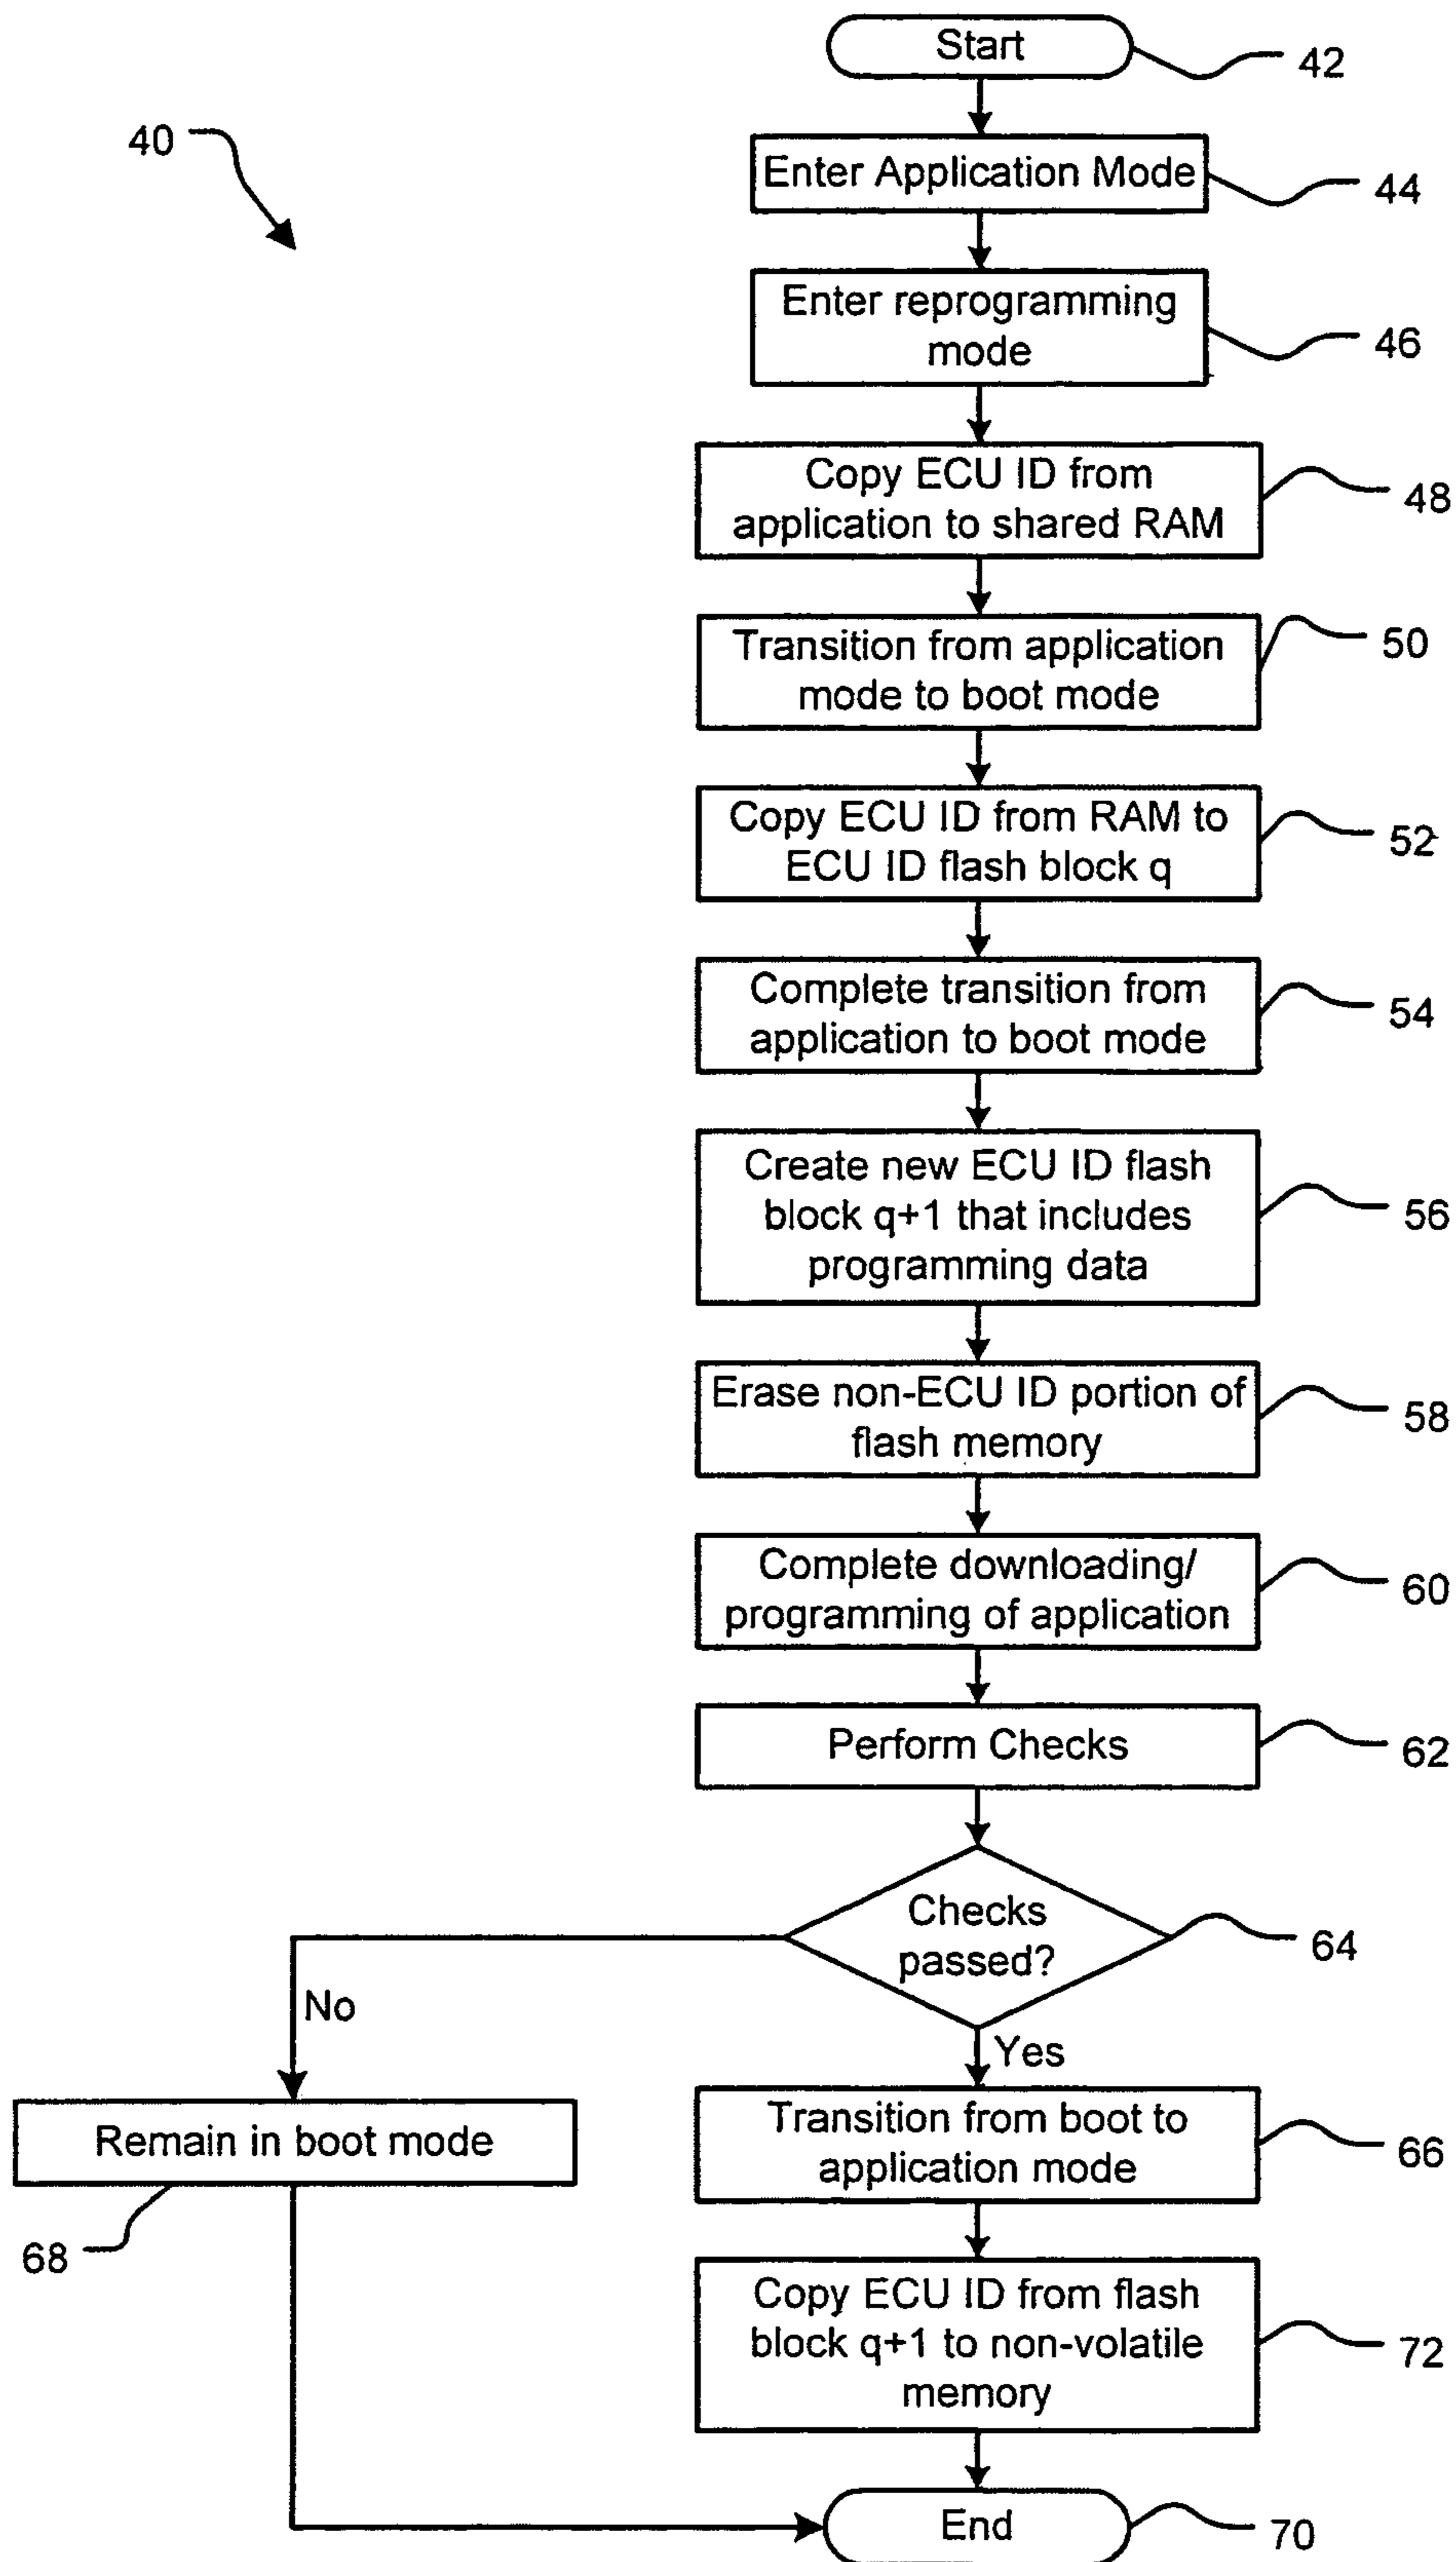 Start
42
40
Enter Application Mode
44
Enter reprogramming
mode
46
Copy ECU ID from
application to shared RAM
48
Transition from application
mode to boot mode
50
Copy ECU ID from RAM to
ECU ID flash block q
52
Complete transition from
application to boot mode
54
Create new ECU ID flash
block q+1 that includes
programming data
56
Erase non-ECU ID portion of
flash memory
58
Complete downloading/
programming of application
60
Perform Checks
62
Checks
passed?
64
No
Yes
Remain in boot mode
68
Transition from boot to
application mode
66
Copy ECU ID from flash
block q+1 to non-volatile
memory
72
End
70